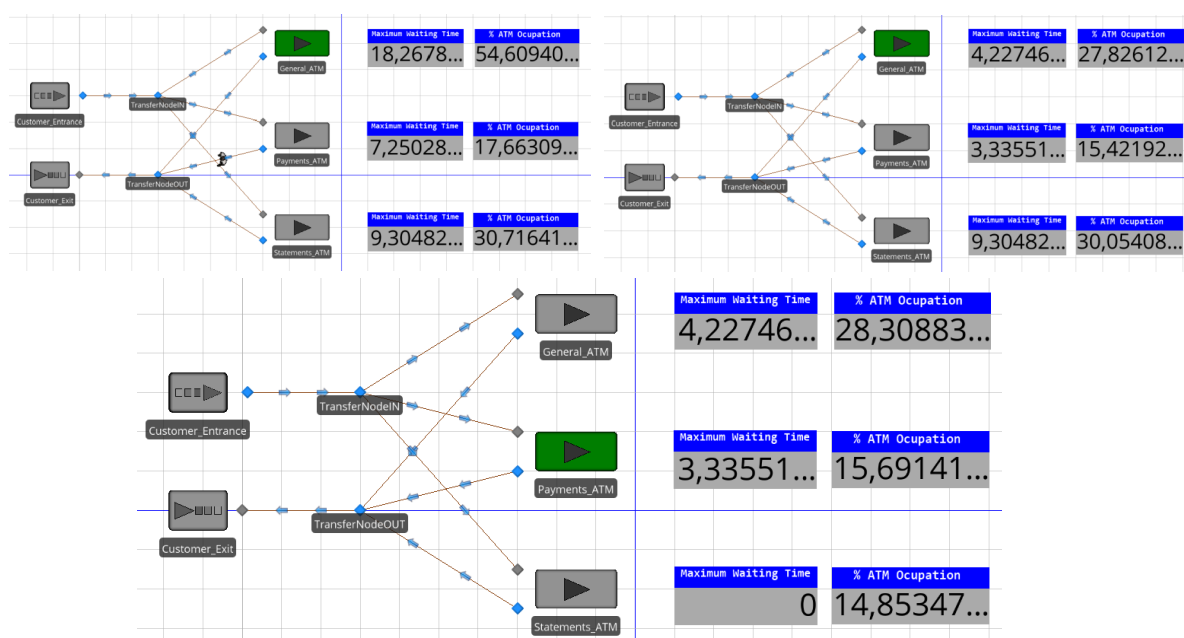 Maximum Waiting Time % ATM Ocupation
18,2678... 54,60940...
General_ATM
Customer_Entrance
TransferNodeIN
Maximum Waiting Time % ATM Ocupation
7,25028... 17,66309...
Payments_ATM
TransferNodeOUT
Customer_Exit
Maximum Waiting Time % ATM Ocupation
9,30482... 30,71641...
Statements_ATM
Maximum Waiting Time % ATM Ocupation
4,22746... 27,82612...
General_ATM
Customer_Entrance
TransferNodeIN
Maximum Waiting Time % ATM Ocupation
3,33551... 15,42192...
Payments_ATM
TransferNodeOUT
Customer_Exit
Maximum Waiting Time % ATM Ocupation
9,30482... 30,05408...
Statements_ATM
Maximum Waiting Time % ATM Ocupation
4,22746... 28,30883...
General_ATM
TransferNodeIN
Customer_Entrance
Maximum Waiting Time % ATM Ocupation
3,33551... 15,69141...
Payments_ATM
TransferNodeOUT
Customer_Exit
Maximum Waiting Time % ATM Ocupation
0 14,85347...
Statements_ATM